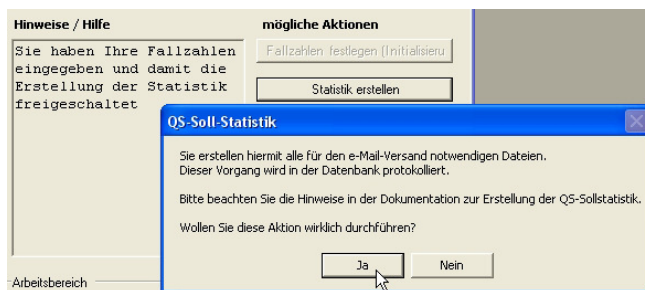 Hinweise / Hilfe
mögliche Aktionen
Sie haben Ihre Fallzahlen
eingegeben und damit die
Erstellung der Statistik
freigeschaltet
Fallzahlen festlegen (Initialisieru
Statistik erstellen
QS-Soll-Statistik
Sie erstellen hiermit alle für den e-Mail-Versand notwendigen Dateien.
Dieser Vorgang wird in der Datenbank protokolliert.
Bitte beachten Sie die Hinweise in der Dokumentation zur Erstellung der QS-Sollstatistik.
Wollen Sie diese Aktion wirklich durchführen?
Ja
Nein
Arbeitsbereich